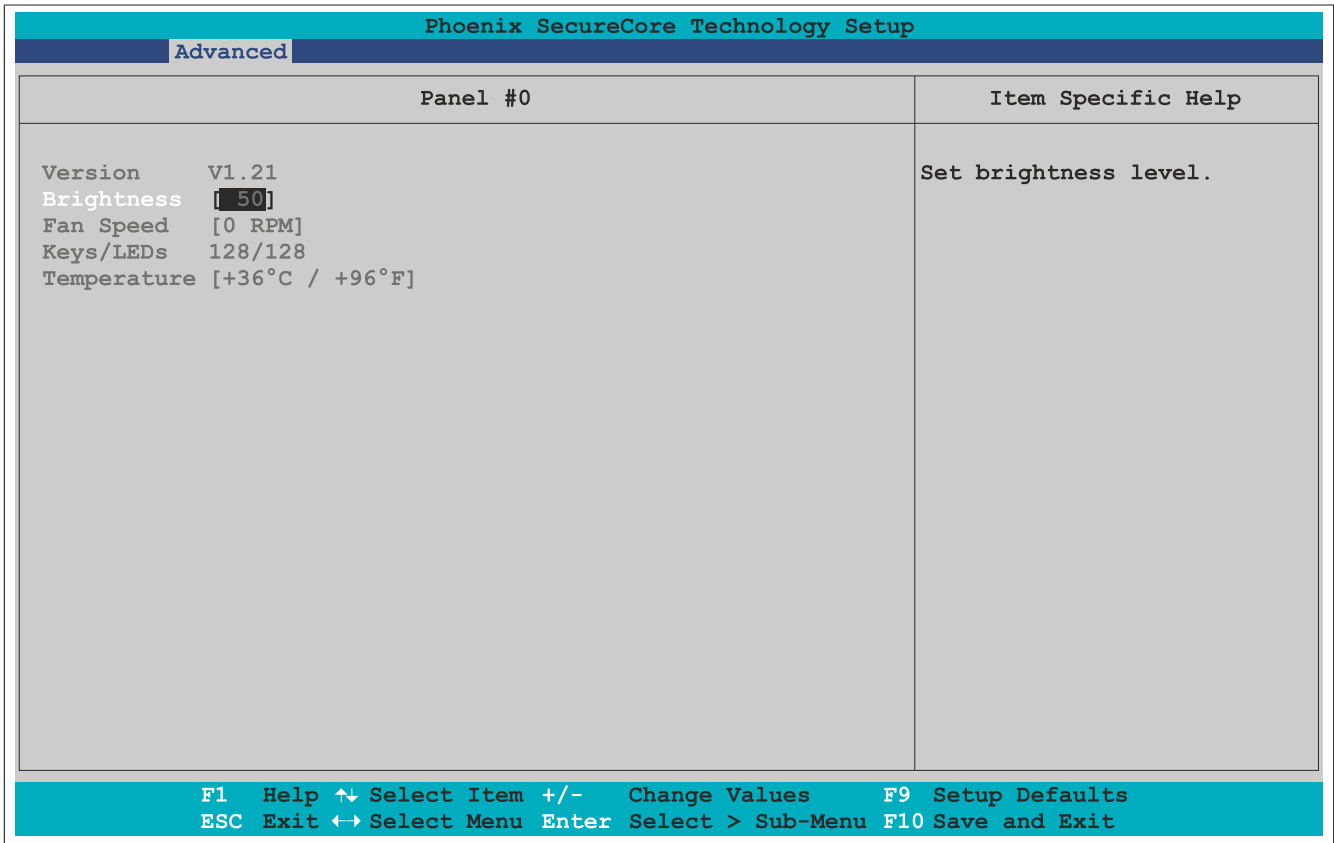 Phoenix SecureCore Technology Setup
Advanced
Panel #0
Item Specific Help
Version V1.21
Brightness [ 50]
Fan Speed [0 RPM]
Keys/LEDs 128/128
Temperature [+36°C / +96°F]
Set brightness level.
F1 Help ↑↓ Select Item +/- Change Values F9 Setup Defaults
ESC Exit ←→ Select Menu Enter Select > Sub-Menu F10 Save and Exit